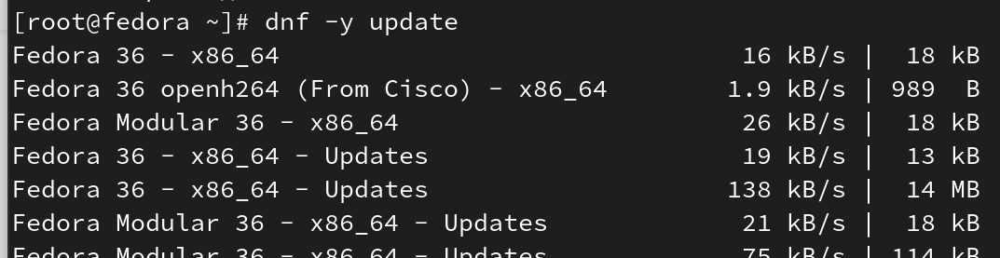 [root@fedora ~]# dnf -y update
Fedora 36 - x86_64 16 kB/s | 18 kB
Fedora 36 openh264 (From Cisco) - x86_64 1.9 kB/s | 989 B
Fedora Modular 36 - x86_64 26 kB/s | 18 kB
Fedora 36 - x86_64 - Updates 19 kB/s | 13 kB
Fedora 36 - x86_64 - Updates 138 kB/s | 14 MB
Fedora Modular 36 - x86_64 - Updates 21 kB/s | 18 kB
Fedora Modular 36 - x86_64 - Updates 75 kB/s | 114 kB